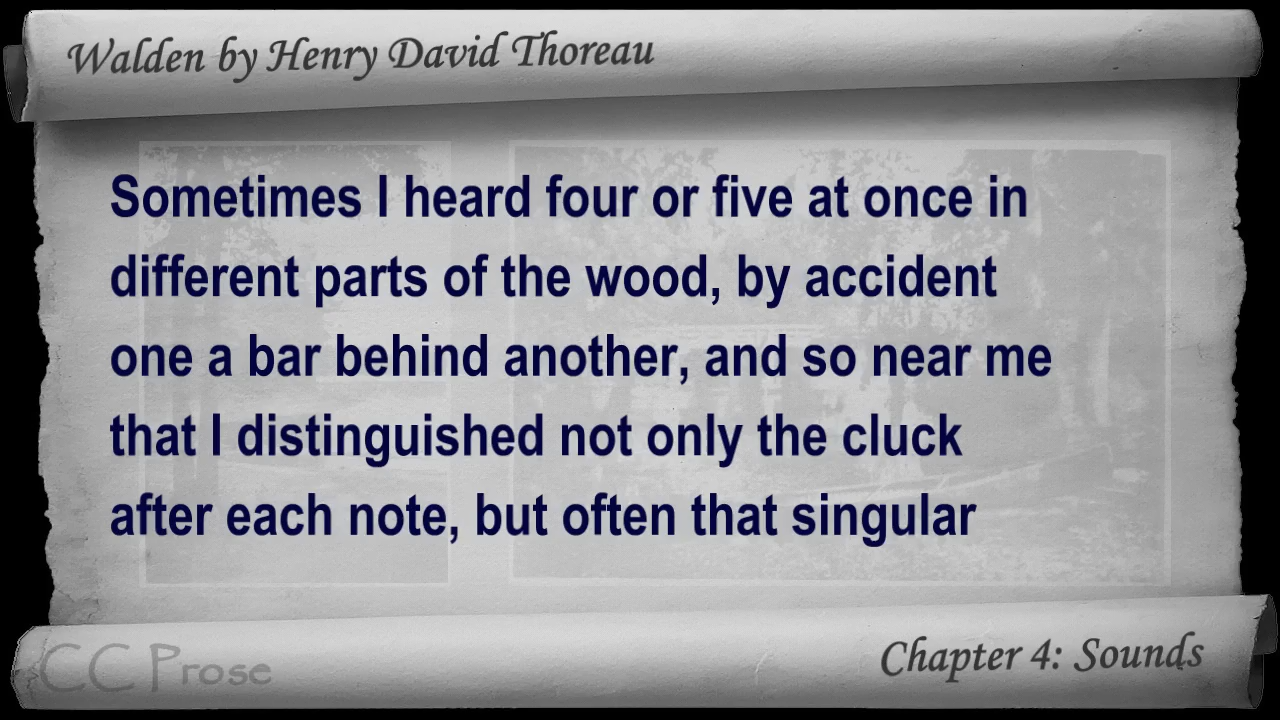 Walden by Henry David Thoreau
Sometimes I heard four or five at once in
different parts of the wood, by accident
one a bar behind another, and so near me
that I distinguished not only the cluck
after each note, but often that singular
CC Prose
Chapter 4: Sounds